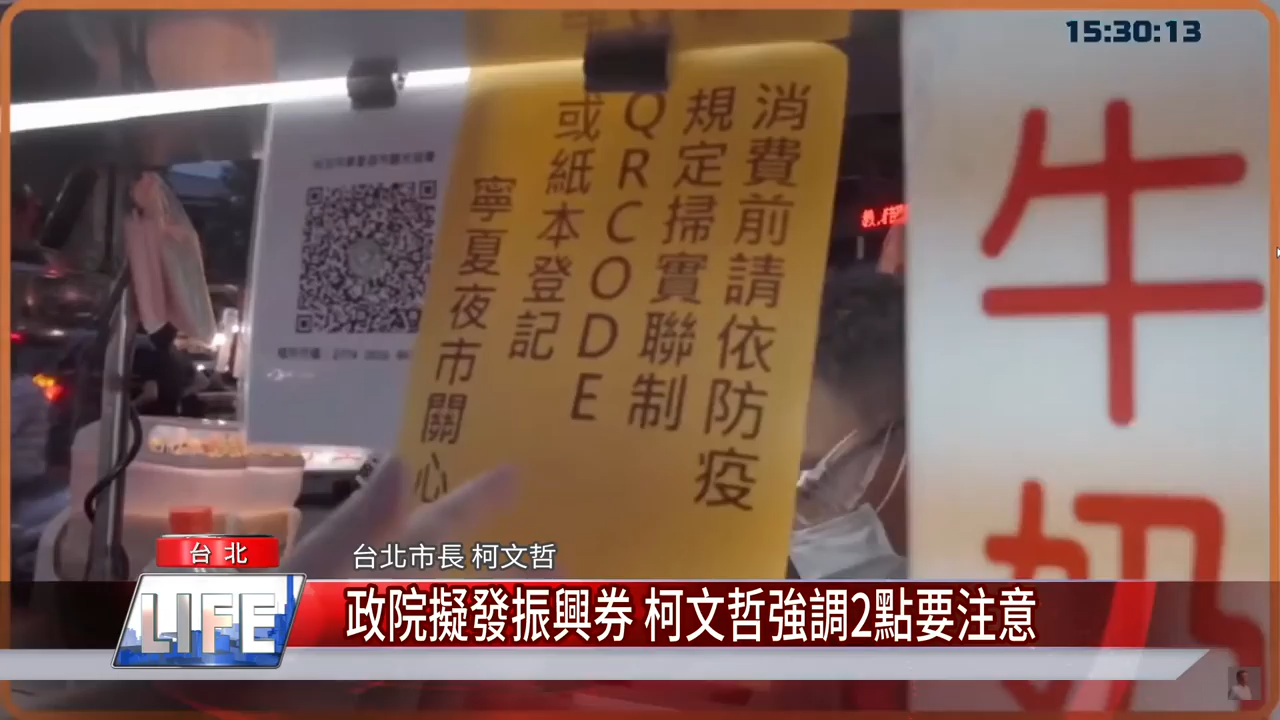 15:30:13
消費前請依防疫
規定掃實聯制
QRCODE
或紙本登記
寧夏夜市關心
牛奶
台北
台北市長 柯文哲
LIFE
政院擬發振興券 柯文哲強調2點要注意